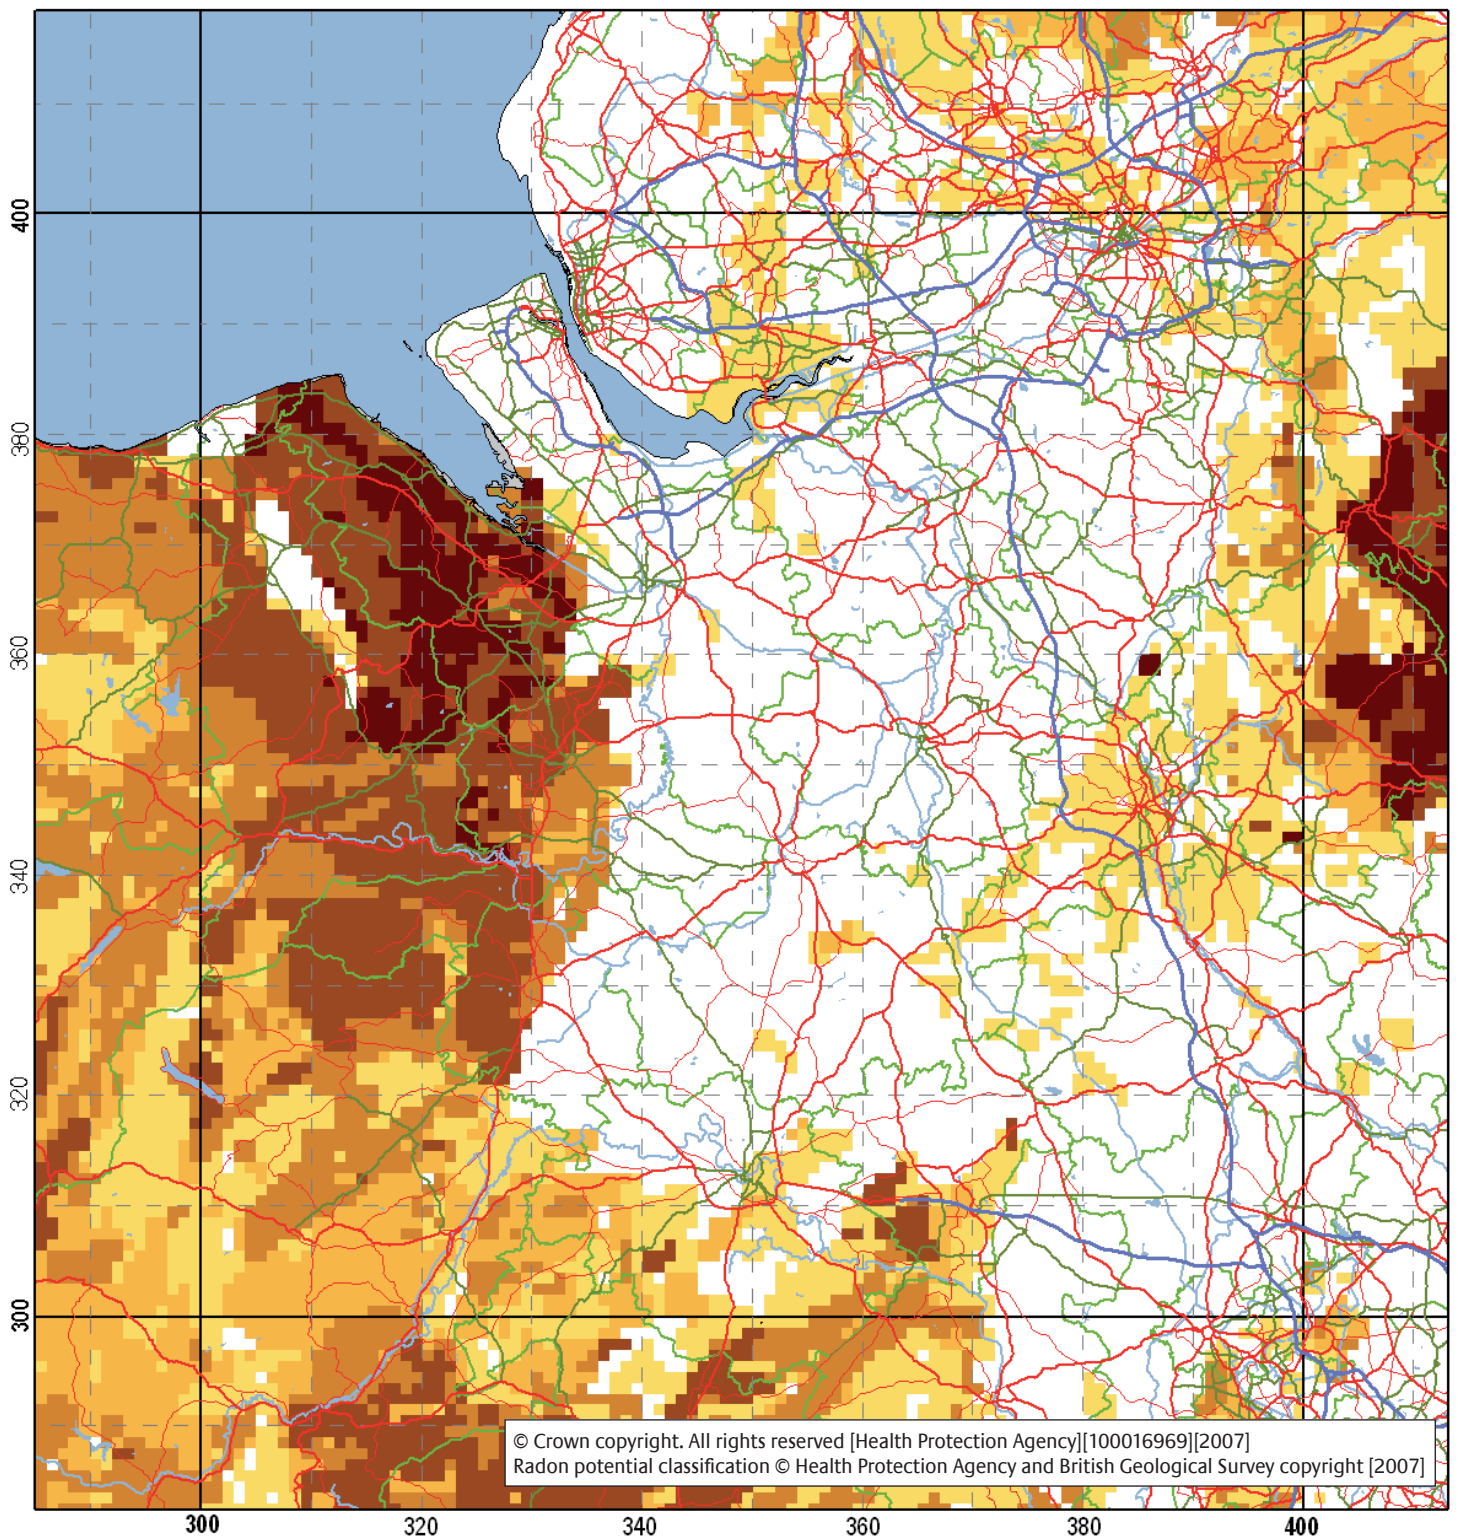 400
380
360
340
320
300
© Crown copyright. All rights reserved [Health Protection Agency][100016969][2007]
Radon potential classification © Health Protection Agency and British Geological Survey copyright [2007]
300 320 340 360 380 400